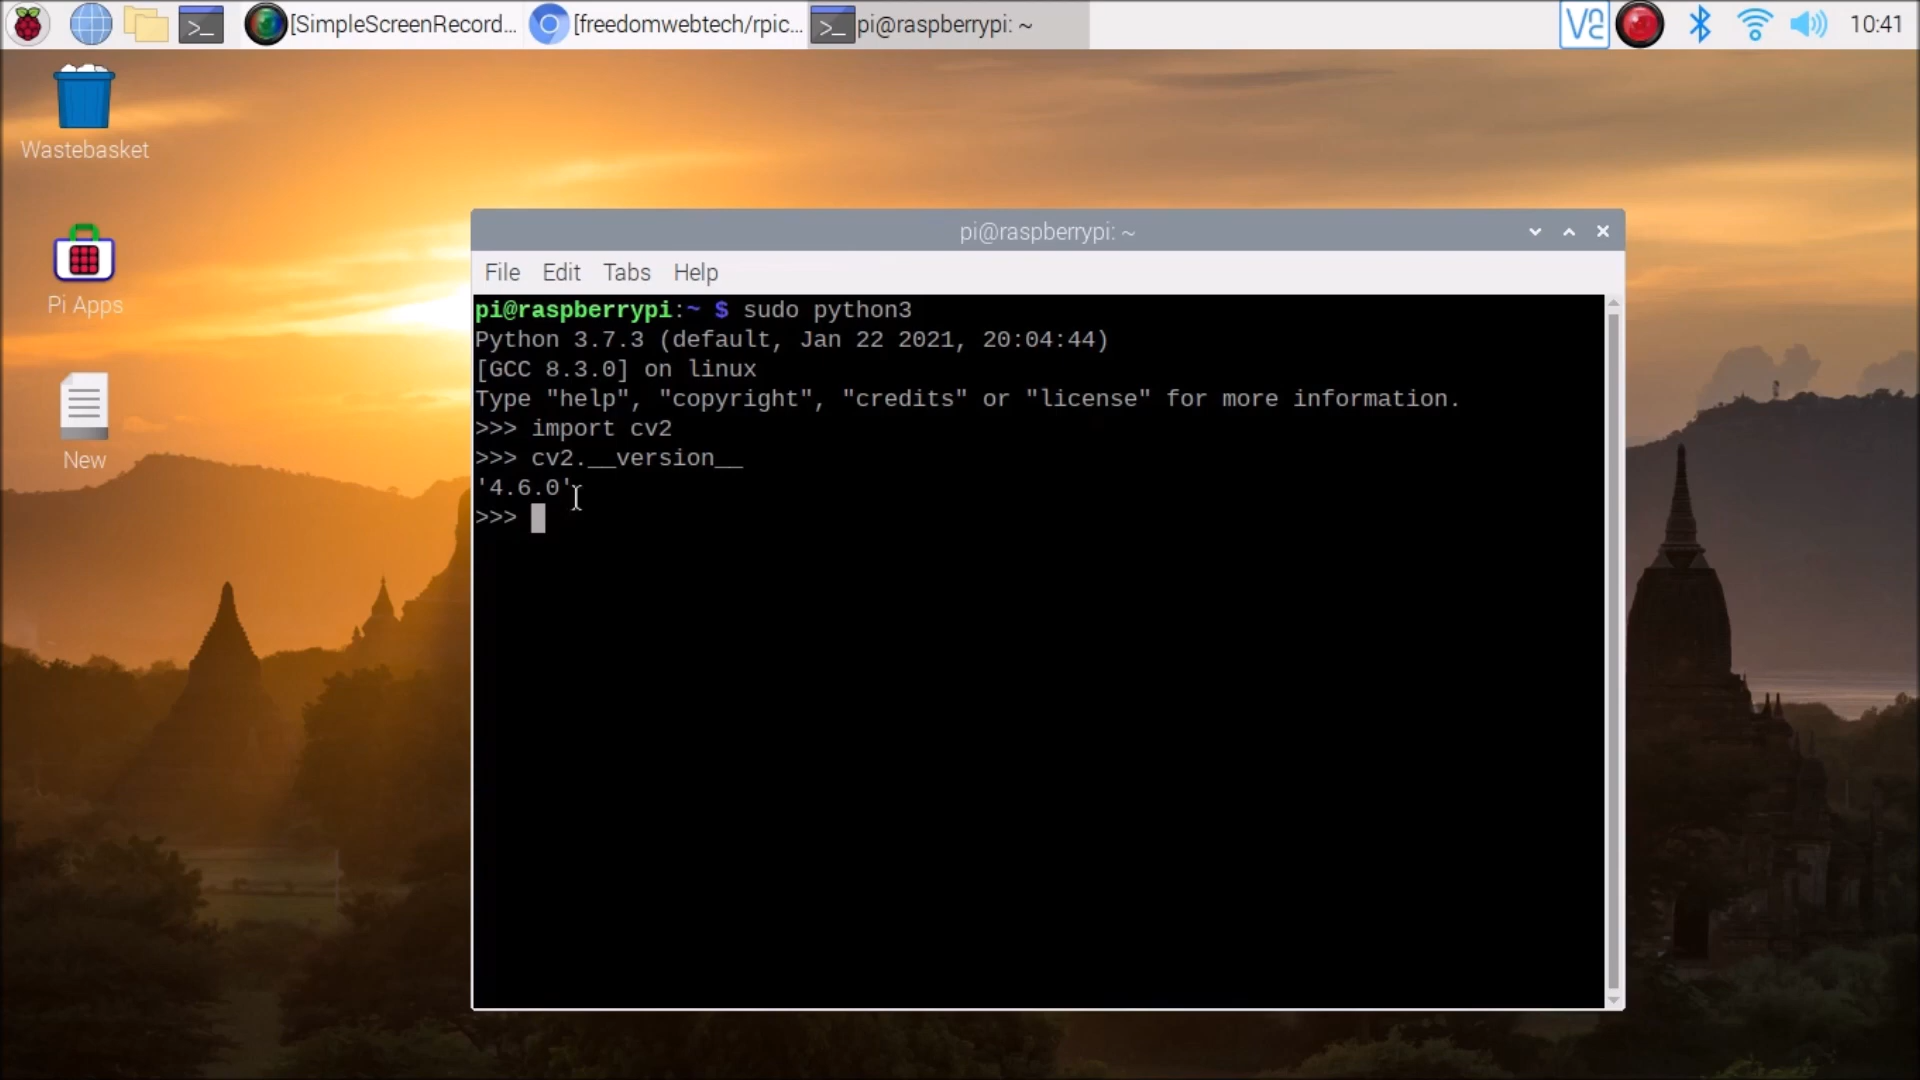 [SimpleScreenRecord... [freedomwebtech/rpic... pi@raspberrypi: ~ 10:41
Wastebasket
Pi Apps
New
pi@raspberrypi: ~
File Edit Tabs Help
pi@raspberrypi:~ $ sudo python3
Python 3.7.3 (default, Jan 22 2021, 20:04:44)
[GCC 8.3.0] on linux
Type "help", "copyright", "credits" or "license" for more information.
>>> import cv2
>>> cv2.__version__
'4.6.0'
>>>